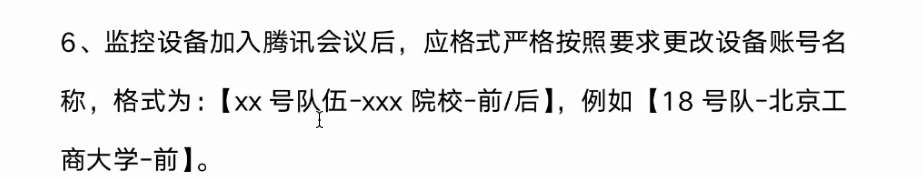 6、监控设备加入腾讯会议后，应格式严格按照要求更改设备账号名
称，格式为：【xx 号队伍-xxx 院校-前/后】，例如【18 号队-北京工
商大学-前】。